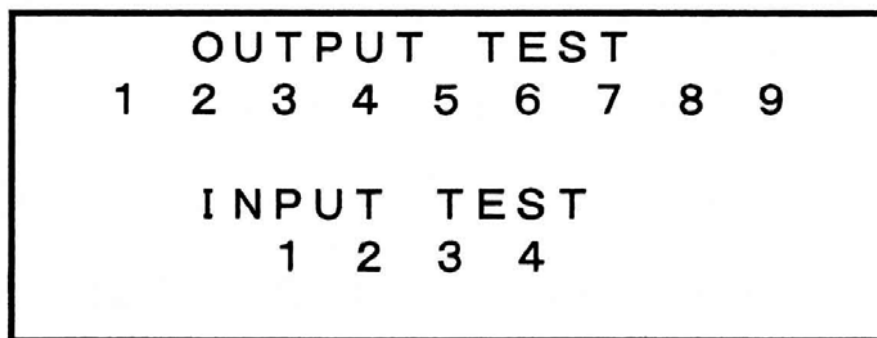 OUTPUT TEST
1 2 3 4 5 6 7 8 9
INPUT TEST
1 2 3 4